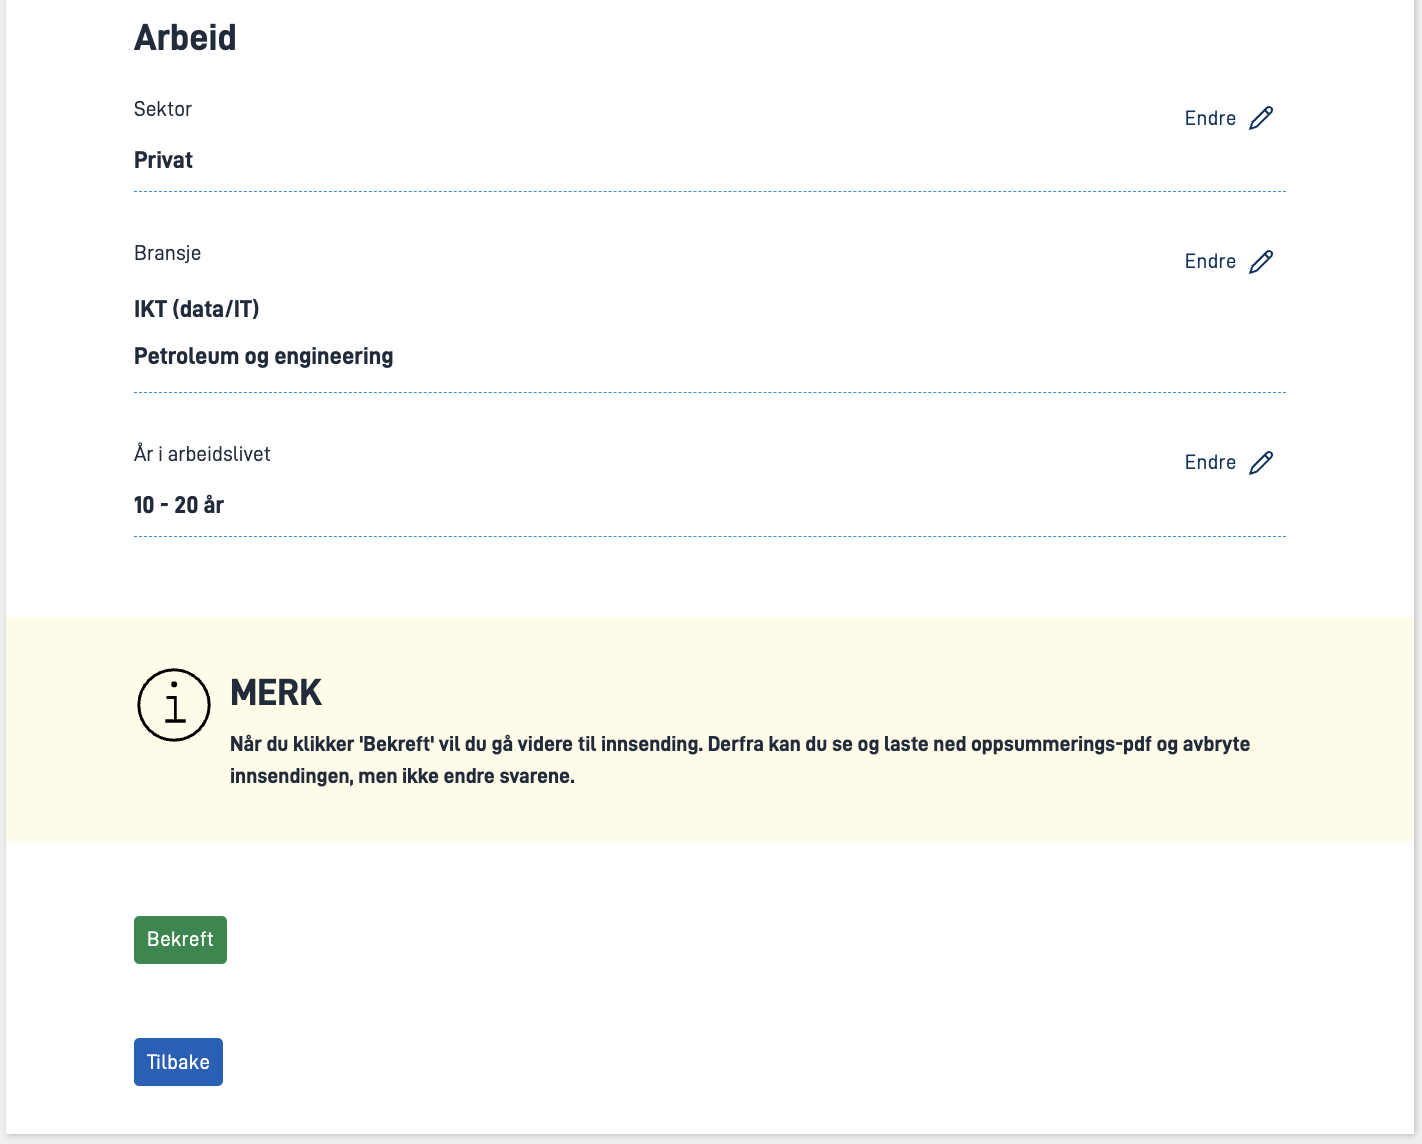 Arbeid
Sektor
Endre
Privat
Bransje
Endre
IKT (data/IT)
Petroleum og engineering
År i arbeidslivet
Endre
10 - 20 år
MERK
Når du klikker 'Bekreft' vil du gå videre til innsending. Derfra kan du se og laste ned oppsummerings-pdf og avbryte
innsendingen, men ikke endre svarene.
Bekreft
Tilbake